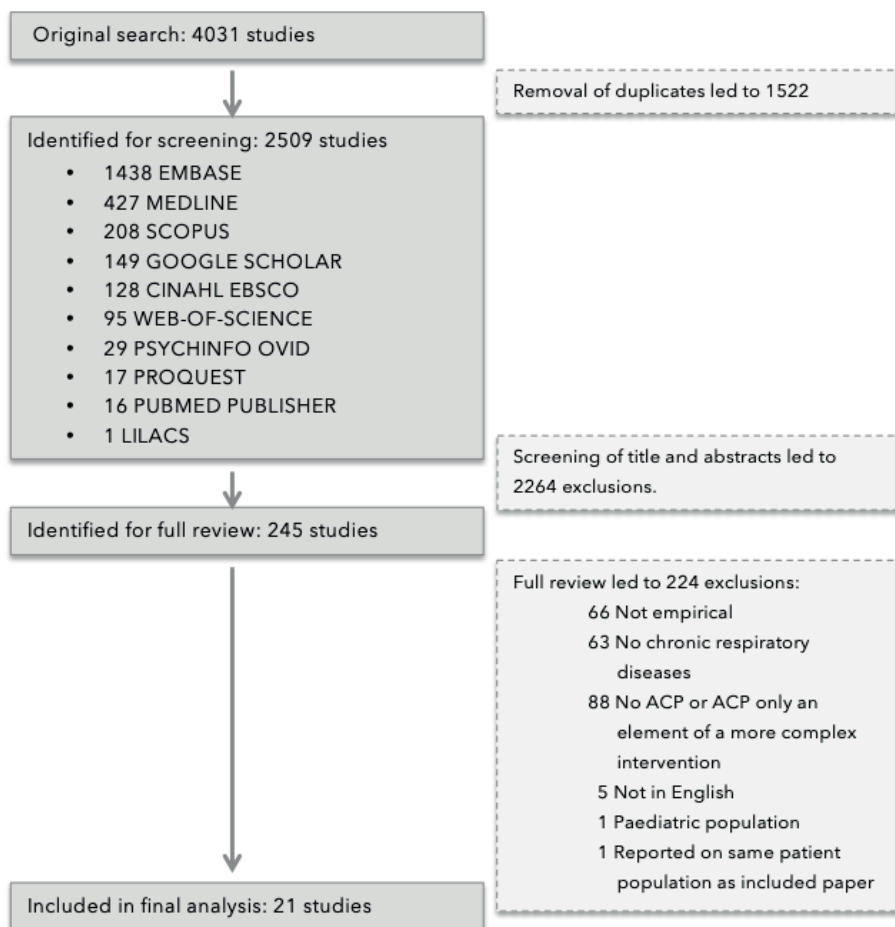 Original search: 4031 studies
Removal of duplicates led to 1522
Identified for screening: 2509 studies
• 1438 EMBASE
• 427 MEDLINE
• 208 SCOPUS
• 149 GOOGLE SCHOLAR
• 128 CINAHL EBSCO
• 95 WEB-OF-SCIENCE
• 29 PSYCHINFO OVID
• 17 PROQUEST
• 16 PUBMED PUBLISHER
• 1 LILACS
Screening of title and abstracts led to
2264 exclusions.
Identified for full review: 245 studies
Full review led to 224 exclusions:
66 Not empirical
63 No chronic respiratory
diseases
88 No ACP or ACP only an
element of a more complex
intervention
5 Not in English
1 Paediatric population
1 Reported on same patient
population as included paper
Included in final analysis: 21 studies